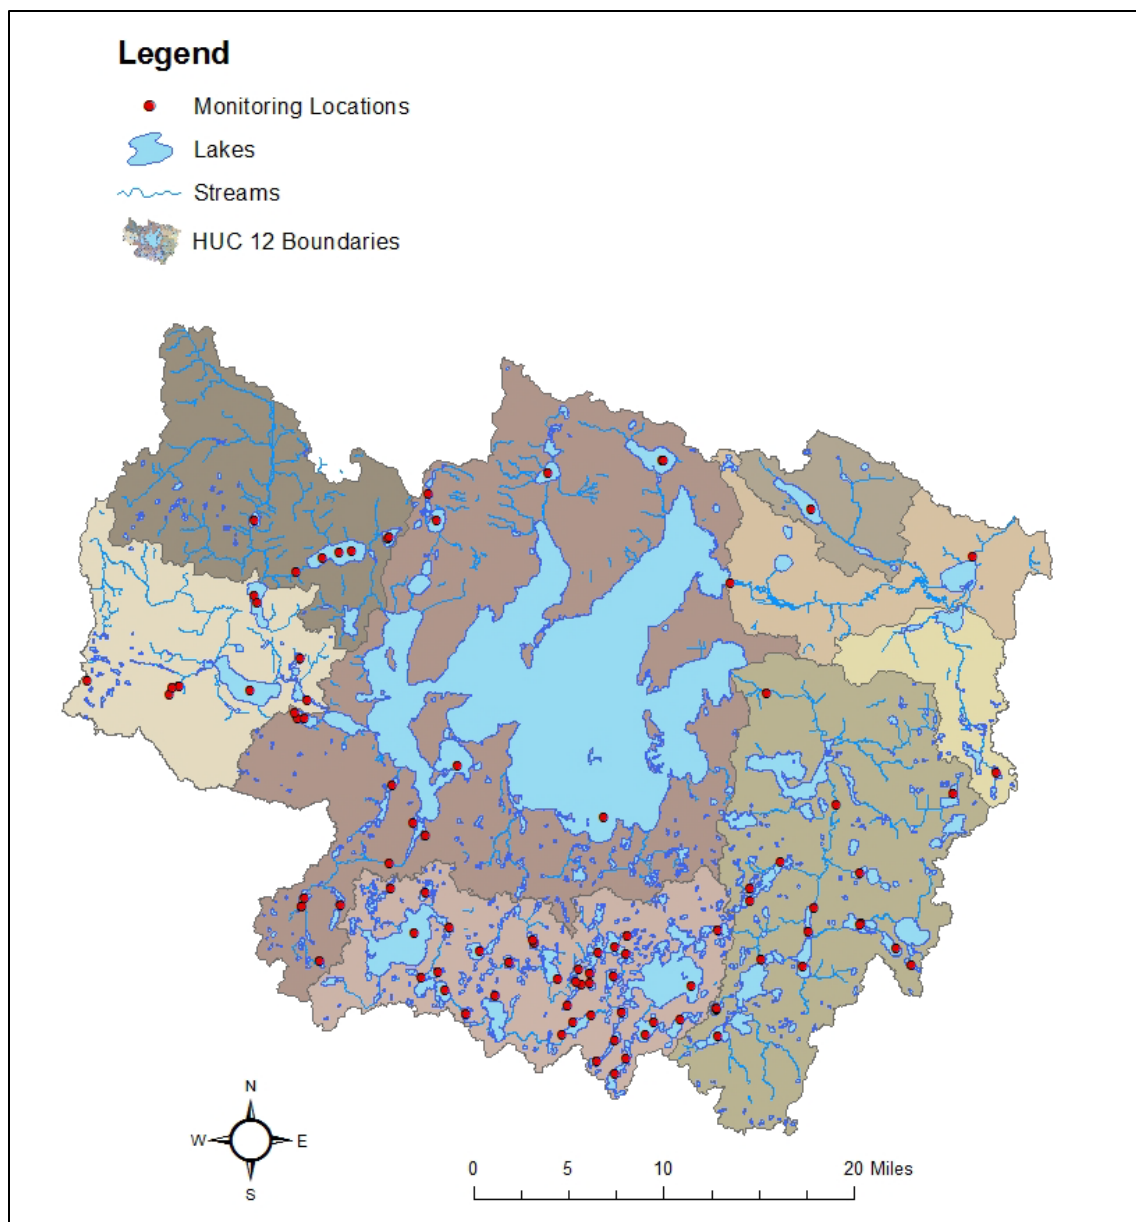 Legend
Monitoring Locations
Lakes
Streams
HUC 12 Boundaries
N
W E
S
0 5 10 20 Miles